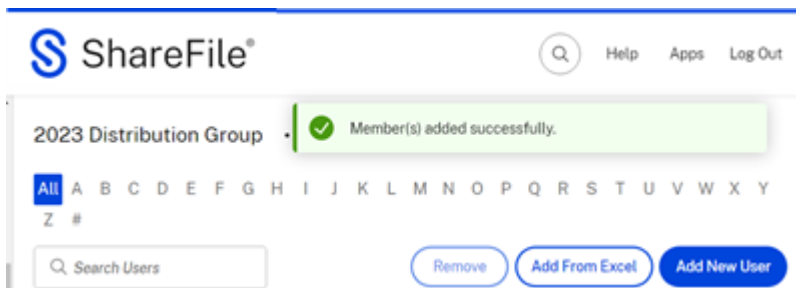 ShareFile®
Help Apps Log Out
2023 Distribution Group •
Member(s) added successfully.
All A B C D E F G H I J K L M N O P Q R S T U V W X Y
Z #
Search Users
Remove Add From Excel Add New User